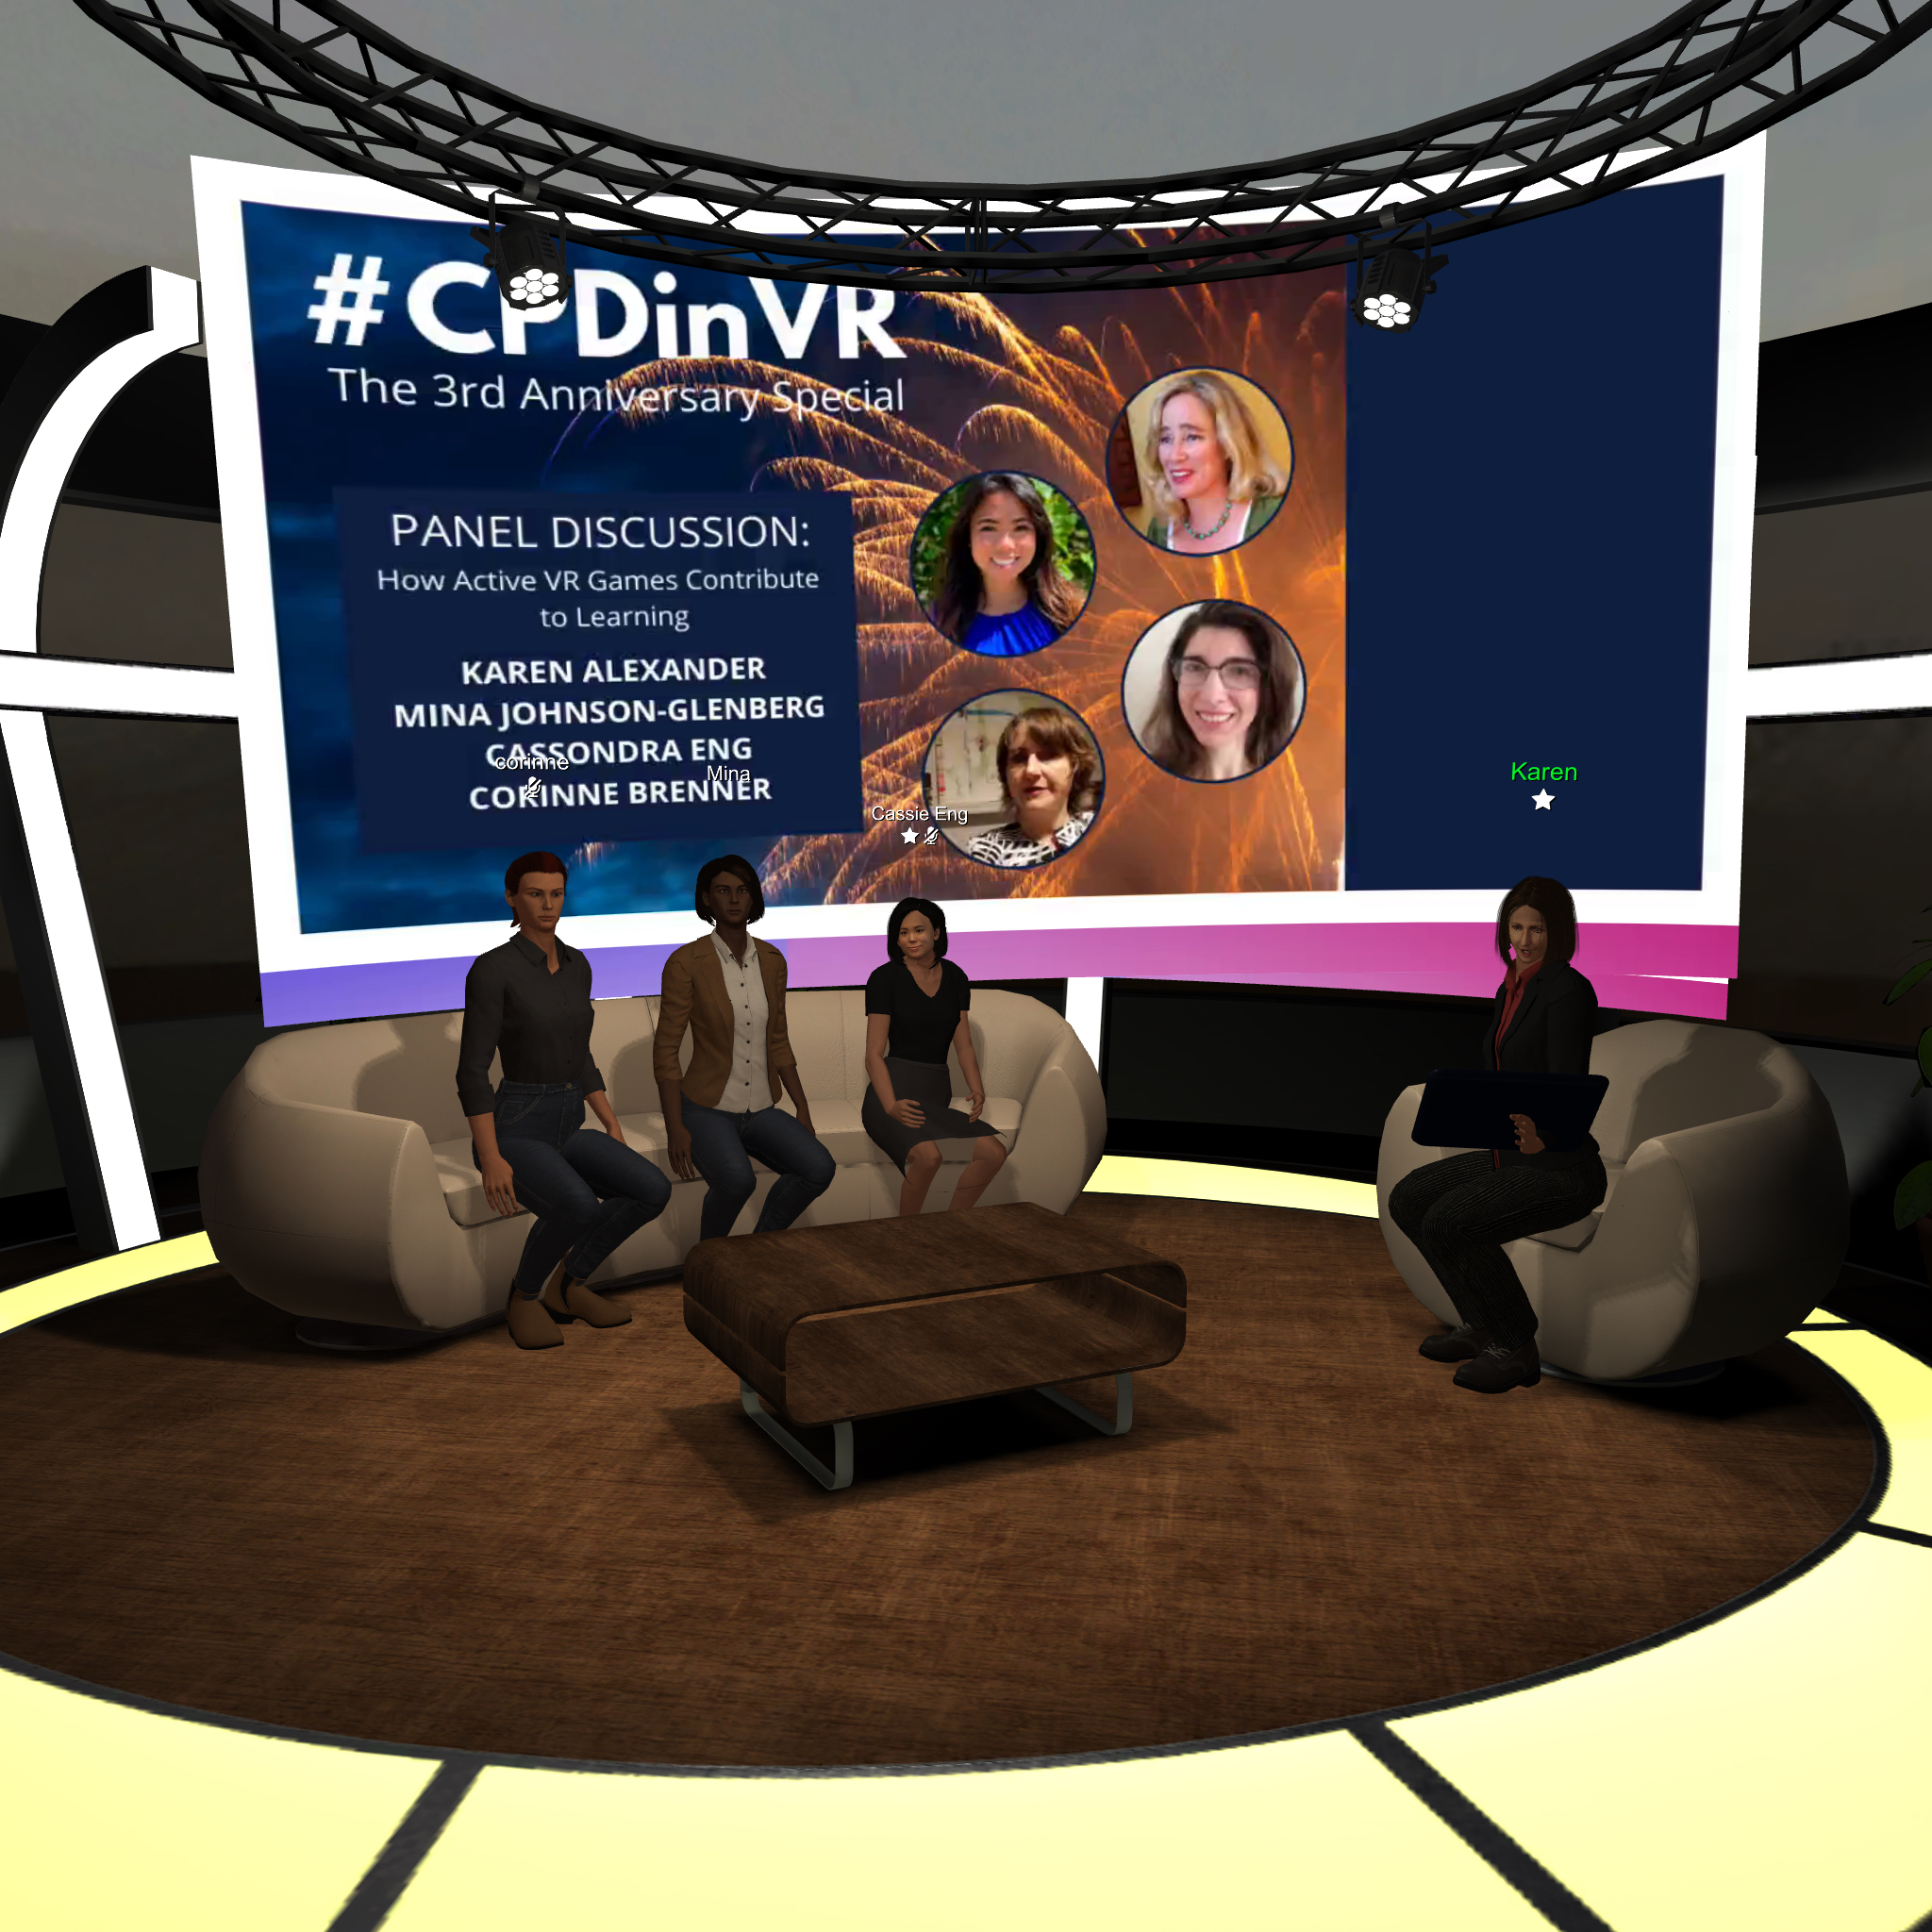 #CPDinVR
The 3rd Anniversary Special
PANEL DISCUSSION:
How Active VR Games Contribute
to Learning
KAREN ALEXANDER
MINA JOHNSON-GLENBERG
CASSONDRA ENG
CORINNE BRENNER
corinne
Mina
Cassie Eng
Karen